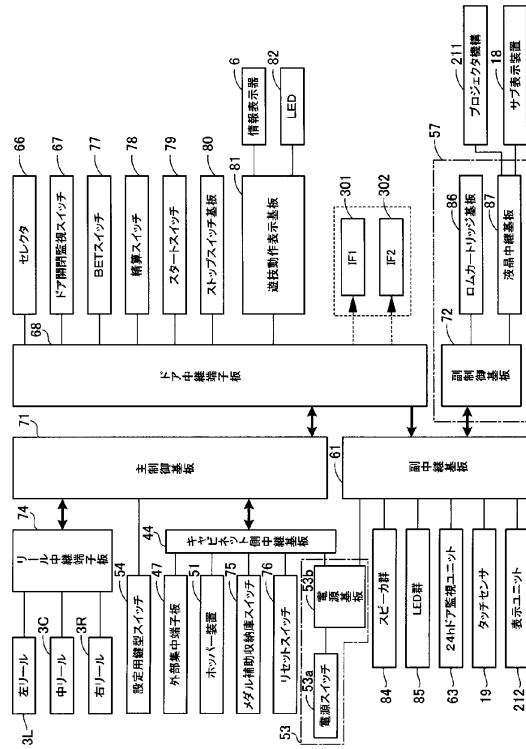 66
セレクタ
67
ドア開閉監視スイッチ
77
BETスイッチ
78
精算スイッチ
79
スタートスイッチ
80
ストップスイッチ基板
81
遊技動作表示基板
6
情報表示器
82
LED
68
ドア中継端子板
301
IF1
302
IF2
57
86
ロムカートリッジ基板
87
液晶中継基板
72
副制御基板
211
プロジェクタ機構
18
サブ表示装置
71
主制御基板
61
副中継基板
74
リール中継端子板
3L
左リール
3C
中リール
3R
右リール
54
設定用鍵型スイッチ
44
キャビネット側中継基板
47
外部集中端子板
51
ホッパー装置
75
メダル補助収納庫スイッチ
76
リセットスイッチ
53
53a
電源スイッチ
53b
電源基板
84
スピーカ群
85
LED群
63
24hドア監視ユニット
19
タッチセンサ
212
表示ユニット